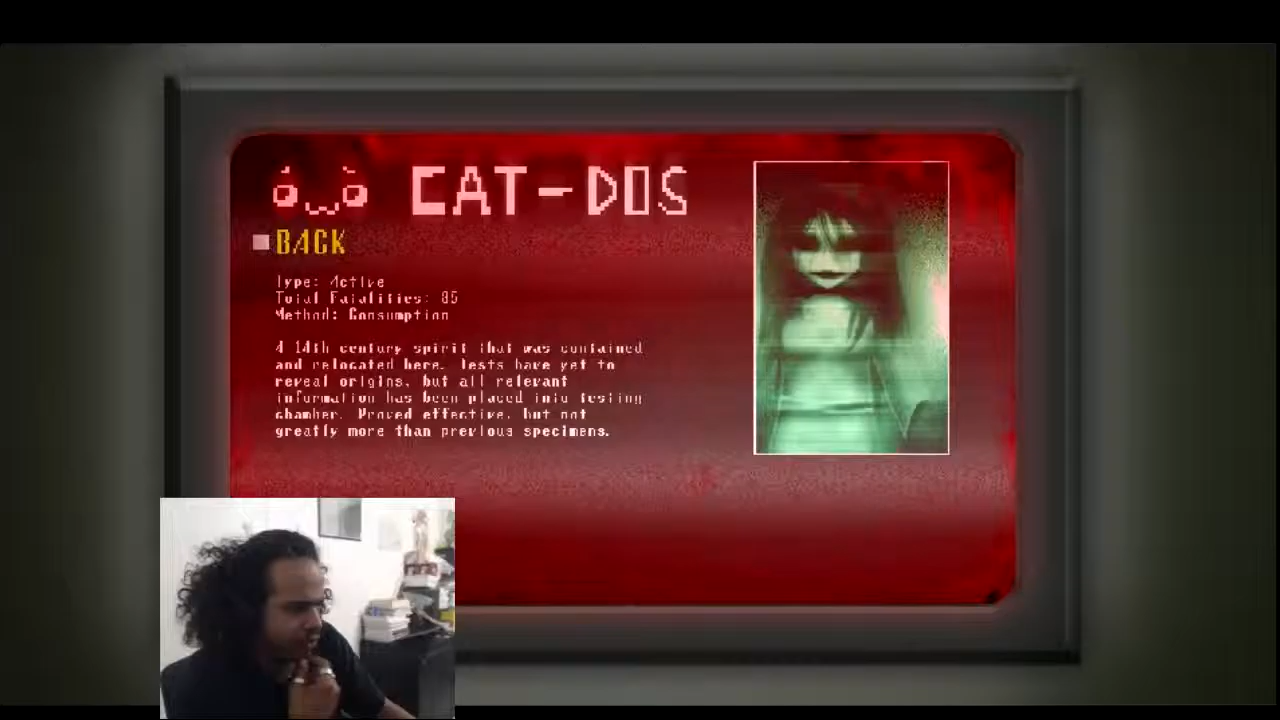 CAT-DOS
BACK
Type: Active
Total Fatalities: 85
Method: Consumption
A 14th century spirit that was contained
and relocated here. Tests have yet to
reveal origins, but all relevant
information has been placed into testing
chamber. Proved effective, but not
greatly more than previous specimens.